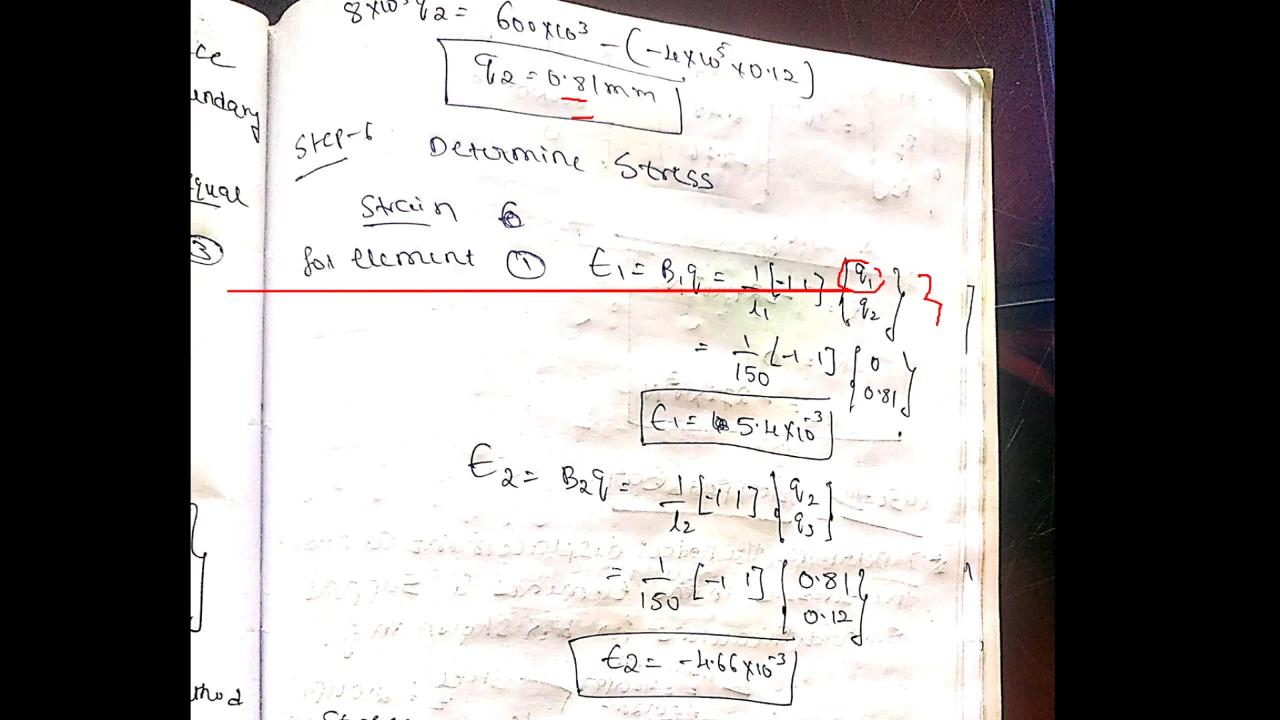 8×10⁵ q2 = 600×10³ - (-4×10⁵ × 0.12)
q2 = 0.81mm
Step-6 Determine Stress
Strain
for element ① ϵ1 = B1q = 1/l1 [-1 1] {q1 q2}
= 1/150 [-1 1] {0 0.81}
ϵ1 = 5.4×10⁻³
ϵ2 = B2q = 1/l2 [-1 1] {q2 q3}
= 1/150 [-1 1] {0.81 0.12}
ϵ2 = -4.66×10⁻³
undary
qual
③